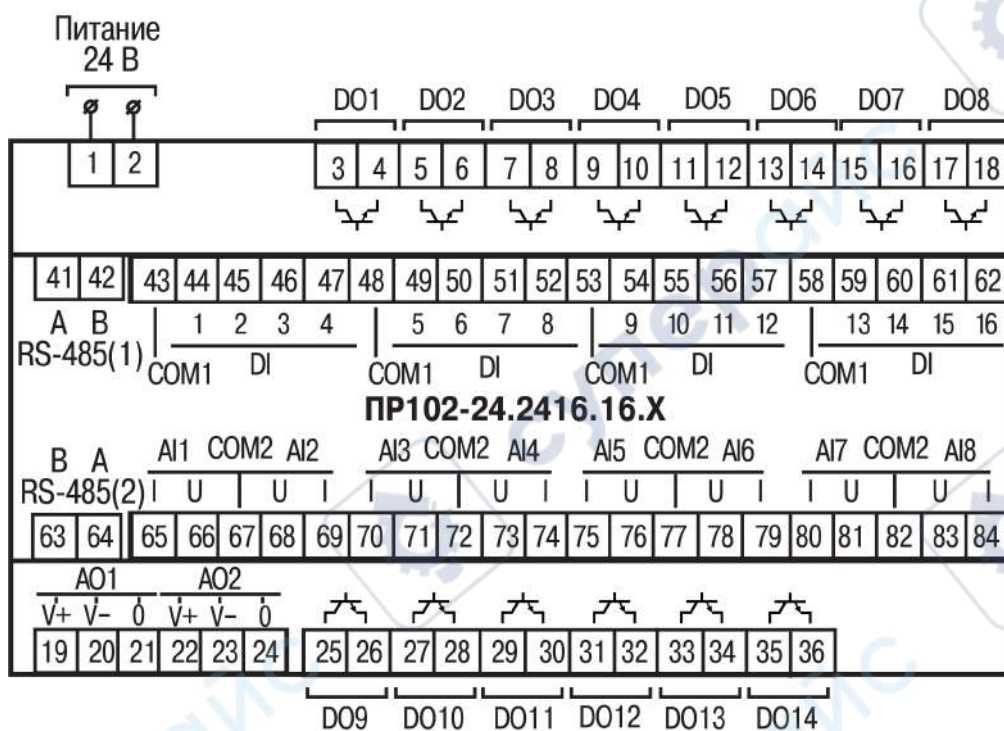 Питание
24 В
DO1 DO2 DO3 DO4 DO5 DO6 DO7 DO8
1 2 3 4 5 6 7 8 9 10 11 12 13 14 15 16 17 18
41 42 43 44 45 46 47 48 49 50 51 52 53 54 55 56 57 58 59 60 61 62
A B 1 2 3 4 5 6 7 8 9 10 11 12 13 14 15 16
RS-485(1) COM1 DI COM1 DI COM1 DI COM1 DI
ПР102-24.2416.16.X
B A AI1 COM2 AI2 AI3 COM2 AI4 AI5 COM2 AI6 AI7 COM2 AI8
RS-485(2) I U U I I U U I I U U I I U U I
63 64 65 66 67 68 69 70 71 72 73 74 75 76 77 78 79 80 81 82 83 84
AO1 AO2
V+ V- 0 V+ V- 0
19 20 21 22 23 24 25 26 27 28 29 30 31 32 33 34 35 36
DO9 DO10 DO11 DO12 DO13 DO14
суперайс